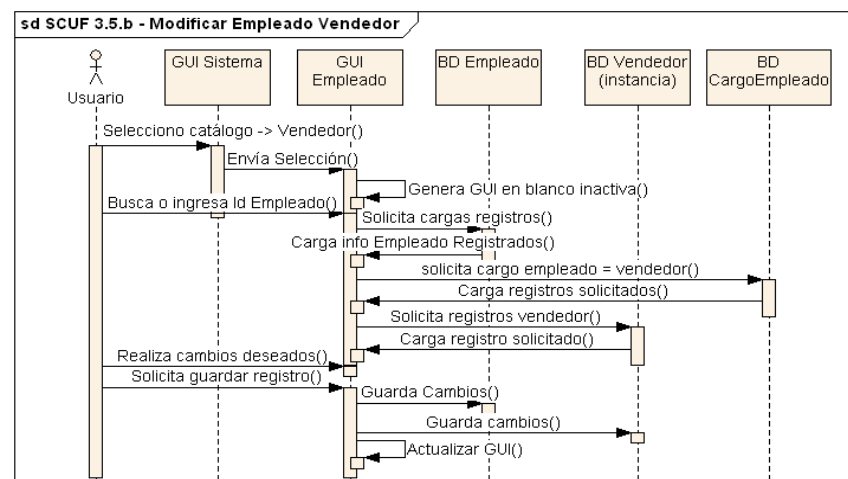 sd SCUF 3.5.b - Modificar Empleado Vendedor
Usuario
GUI Sistema
GUI
Empleado
BD Empleado
BD Vendedor
(instancia)
BD
CargoEmpleado
Selecciono catálogo -> Vendedor()
Envía Selección()
Genera GUI en blanco inactiva()
Busca o ingresa Id Empleado()
Solicita cargas registros()
Carga info Empleado Registrados()
solicita cargo empleado = vendedor()
Carga registros solicitados()
Solicita registros vendedor()
Carga registro solicitado()
Realiza cambios deseados()
Solicita guardar registro()
Guarda Cambios()
Guarda cambios()
Actualizar GUI()